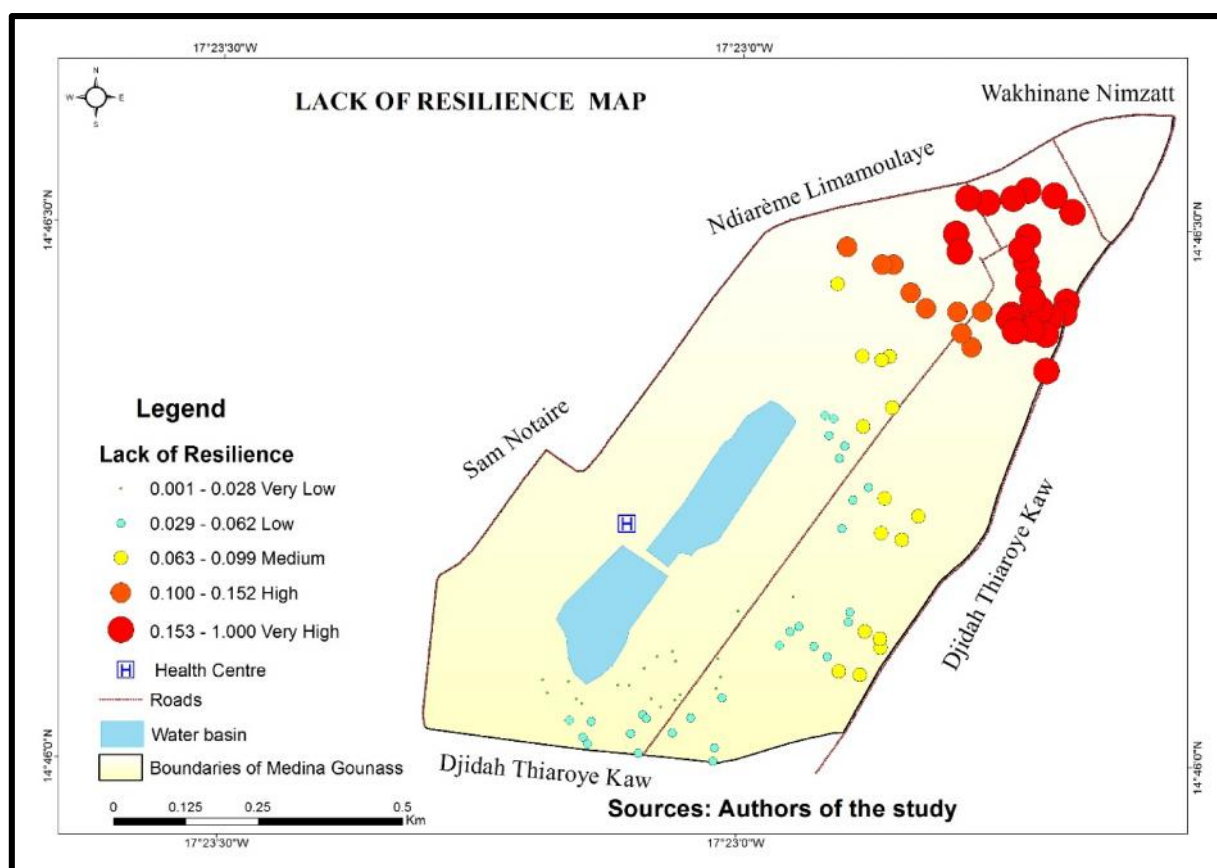 17°23'30"W
17°23'0"W
N
W E
S
LACK OF RESILIENCE MAP
Wakhinane Nimzatt
Ndiarème Limamoulaye
14°46'30"N
14°46'30"N
Sam Notaire
Djidah Thiaroye Kaw
Legend
Lack of Resilience
0.001 - 0.028 Very Low
0.029 - 0.062 Low
0.063 - 0.099 Medium
0.100 - 0.152 High
0.153 - 1.000 Very High
H
H Health Centre
Roads
Water basin
Boundaries of Medina Gounass
14°46'0"N
14°46'0"N
Djidah Thiaroye Kaw
0 0.125 0.25 0.5
Km
Sources: Authors of the study
17°23'30"W
17°23'0"W